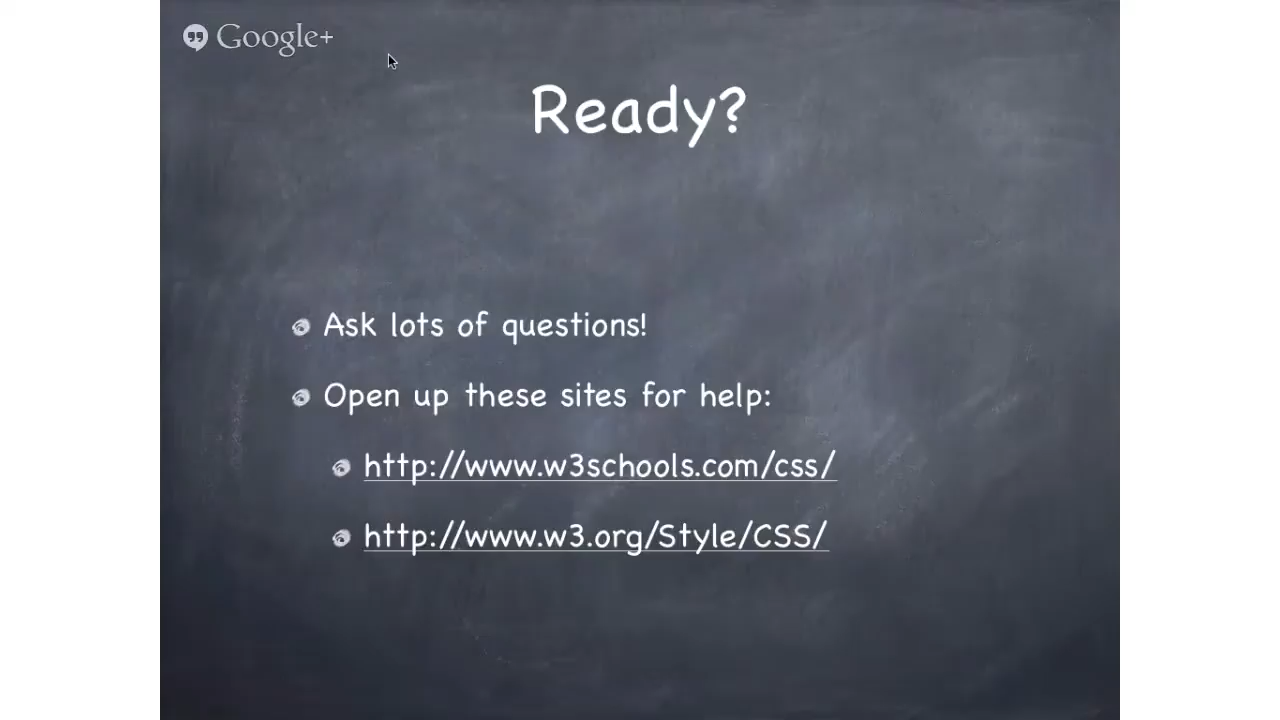 Google+
Ready?
Ask lots of questions!
Open up these sites for help:
http://www.w3schools.com/css/
http://www.w3.org/Style/CSS/